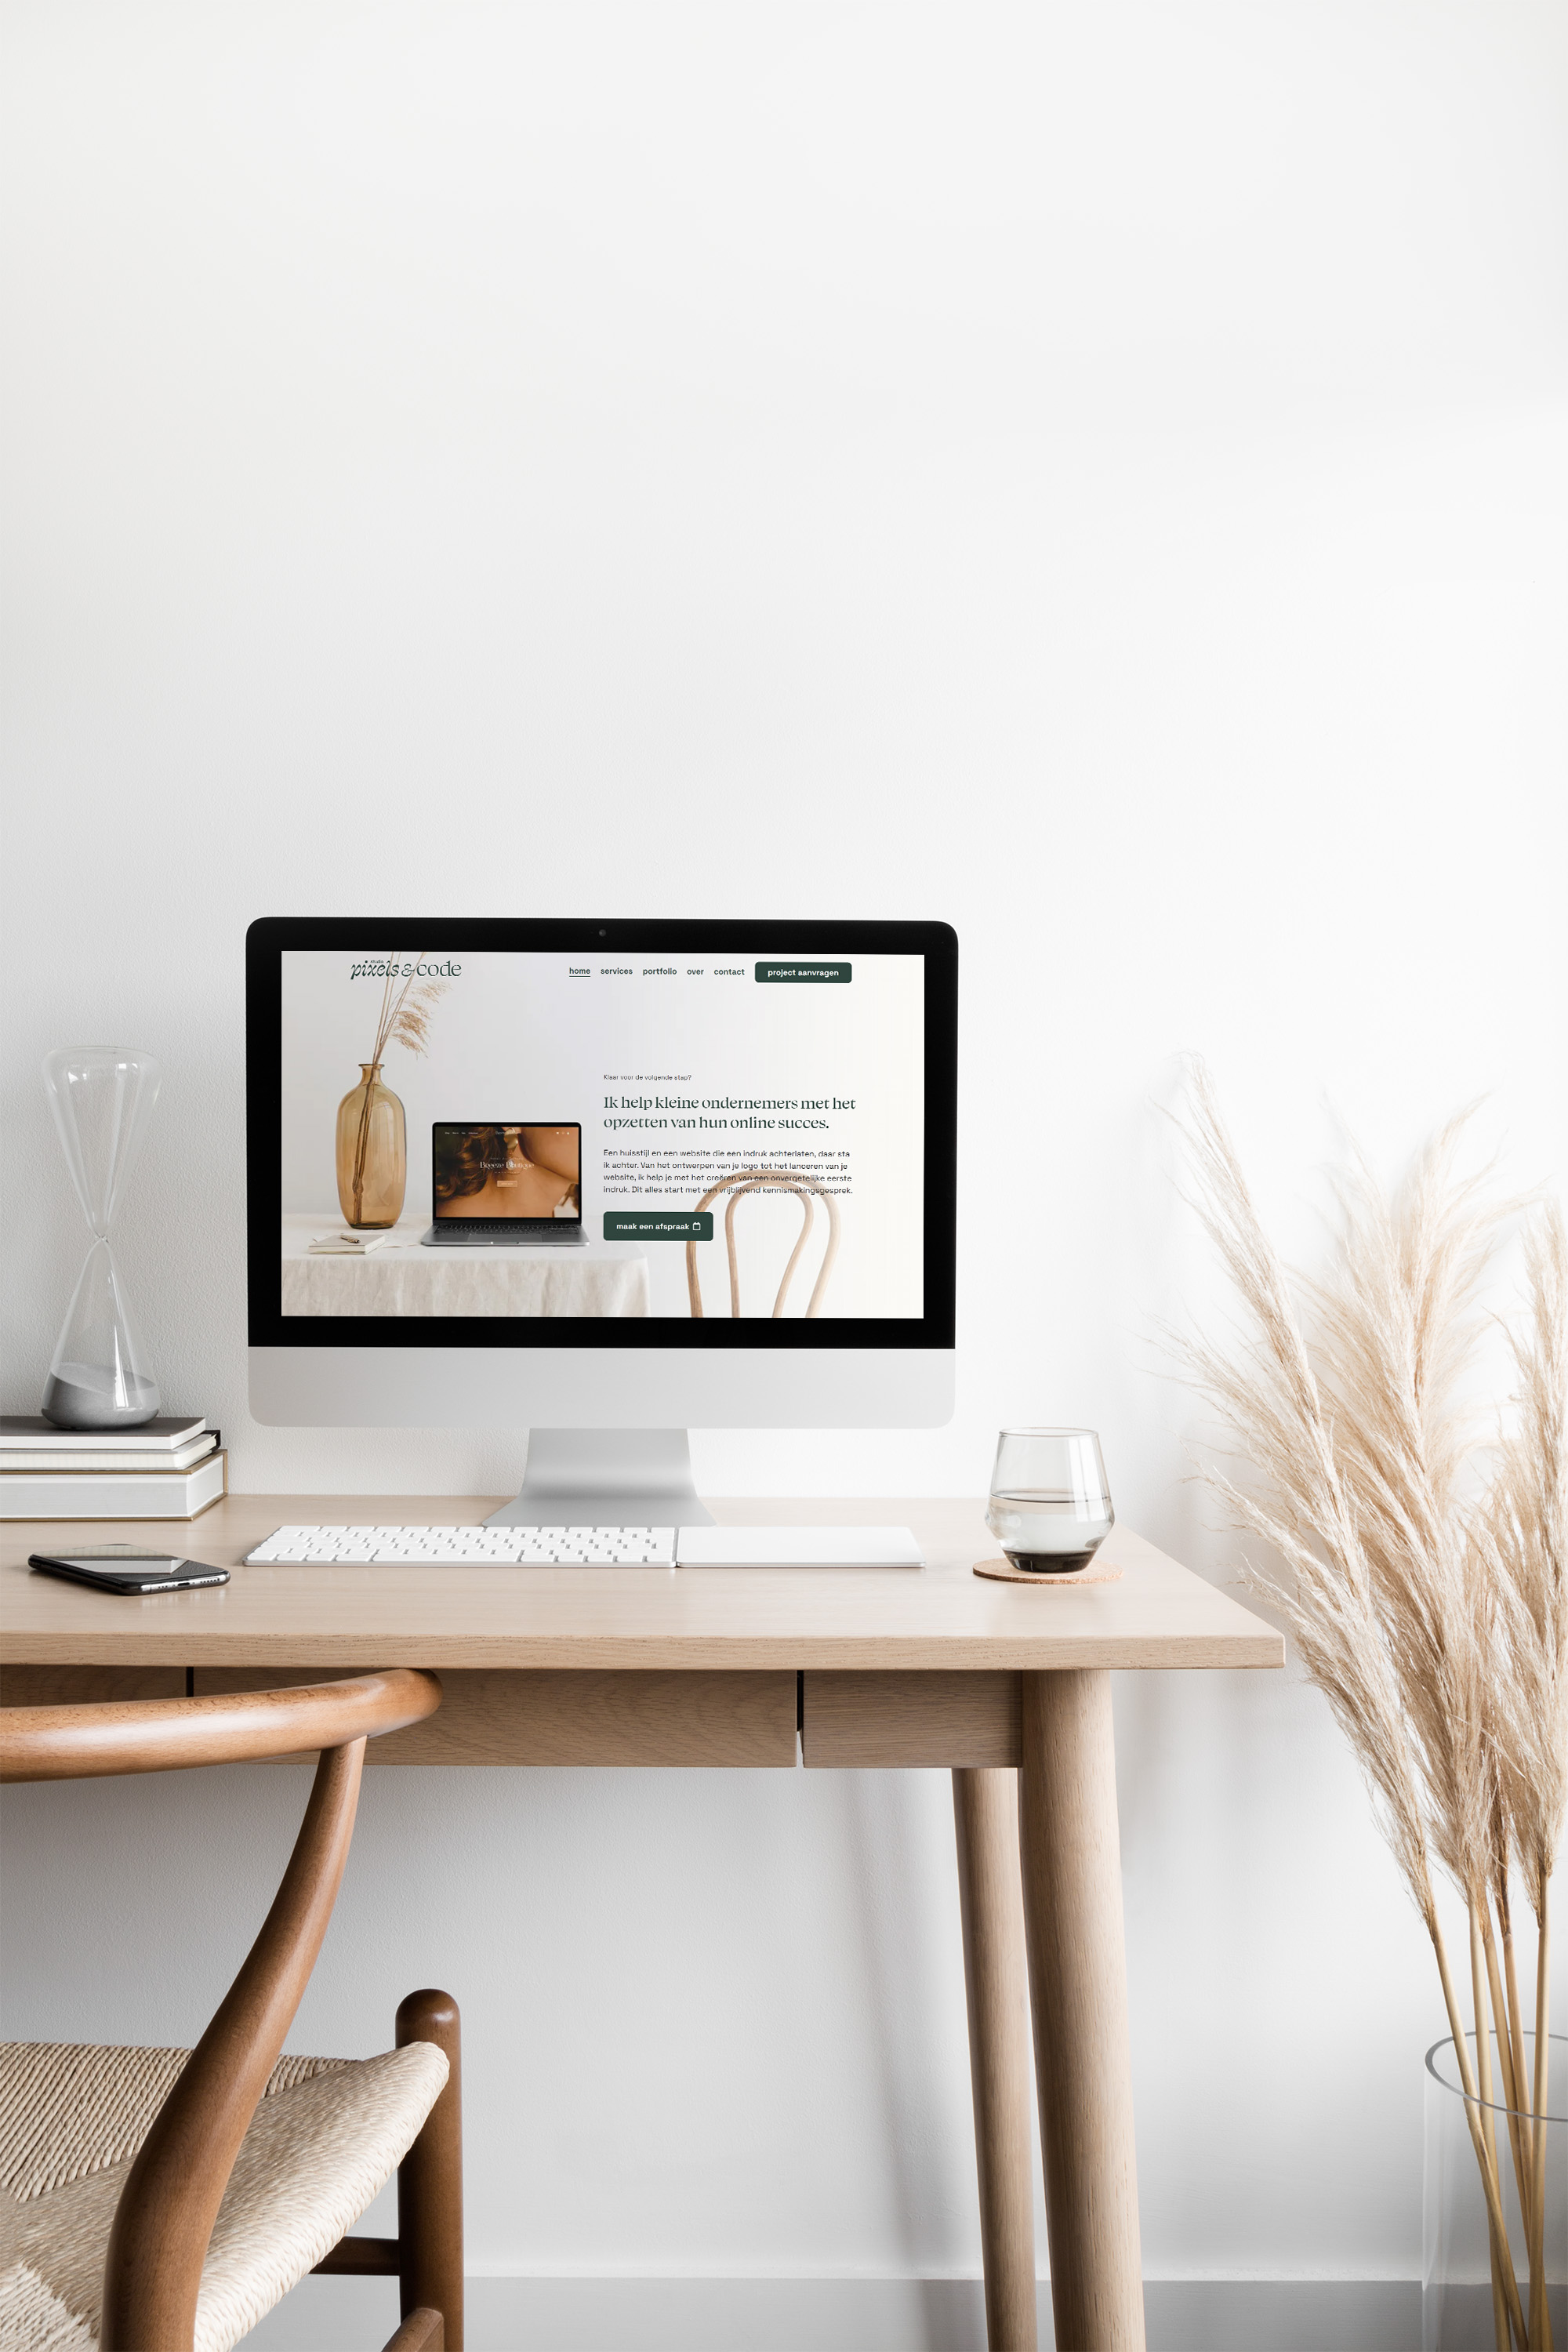 studio
pixels & code
home services portfolio over contact project aanvragen
Klaar voor de volgende stap?
Ik help kleine ondernemers met het
opzetten van hun online succes.
Een huisstijl en een website die een indruk achterlaten, daar sta
ik achter. Van het ontwerpen van je logo tot het lanceren van je
website, ik help je met het creëren van een onvergetelijke eerste
indruk. Dit alles start met een vrijblijvend kennismakingsgesprek.
maak een afspraak